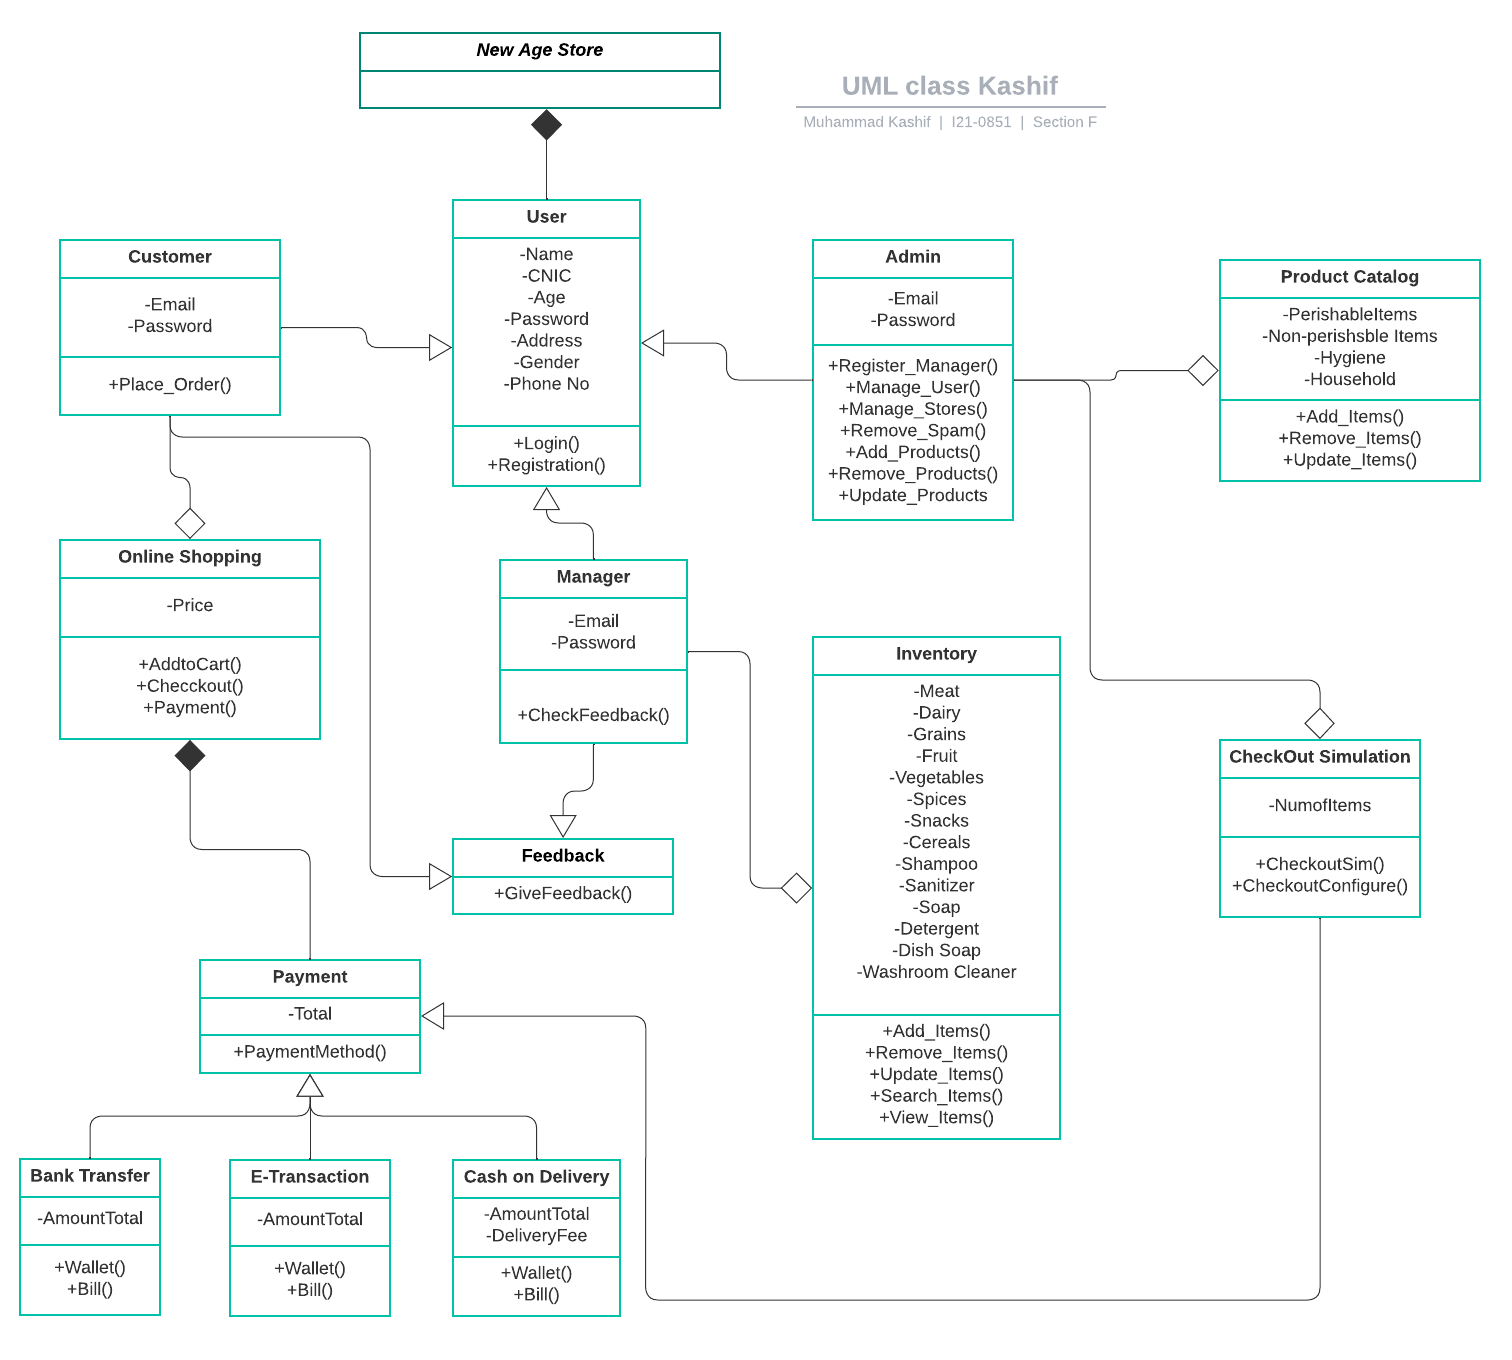 New Age Store
UML class Kashif
Muhammad Kashif | I21-0851 | Section F
User
-Name
-CNIC
-Age
-Password
-Address
-Gender
-Phone No
+Login()
+Registration()
Customer
-Email
-Password
+Place_Order()
Admin
-Email
-Password
+Register_Manager()
+Manage_User()
+Manage_Stores()
+Remove_Spam()
+Add_Products()
+Remove_Products()
+Update_Products
Product Catalog
-PerishableItems
-Non-perishsble Items
-Hygiene
-Household
+Add_Items()
+Remove_Items()
+Update_Items()
Online Shopping
-Price
+AddtoCart()
+Checckout()
+Payment()
Manager
-Email
-Password
+CheckFeedback()
Inventory
-Meat
-Dairy
-Grains
-Fruit
-Vegetables
-Spices
-Snacks
-Cereals
-Shampoo
-Sanitizer
-Soap
-Detergent
-Dish Soap
-Washroom Cleaner
+Add_Items()
+Remove_Items()
+Update_Items()
+Search_Items()
+View_Items()
CheckOut Simulation
-NumofItems
+CheckoutSim()
+CheckoutConfigure()
Feedback
+GiveFeedback()
Payment
-Total
+PaymentMethod()
Bank Transfer
-AmountTotal
+Wallet()
+Bill()
E-Transaction
-AmountTotal
+Wallet()
+Bill()
Cash on Delivery
-AmountTotal
-DeliveryFee
+Wallet()
+Bill()